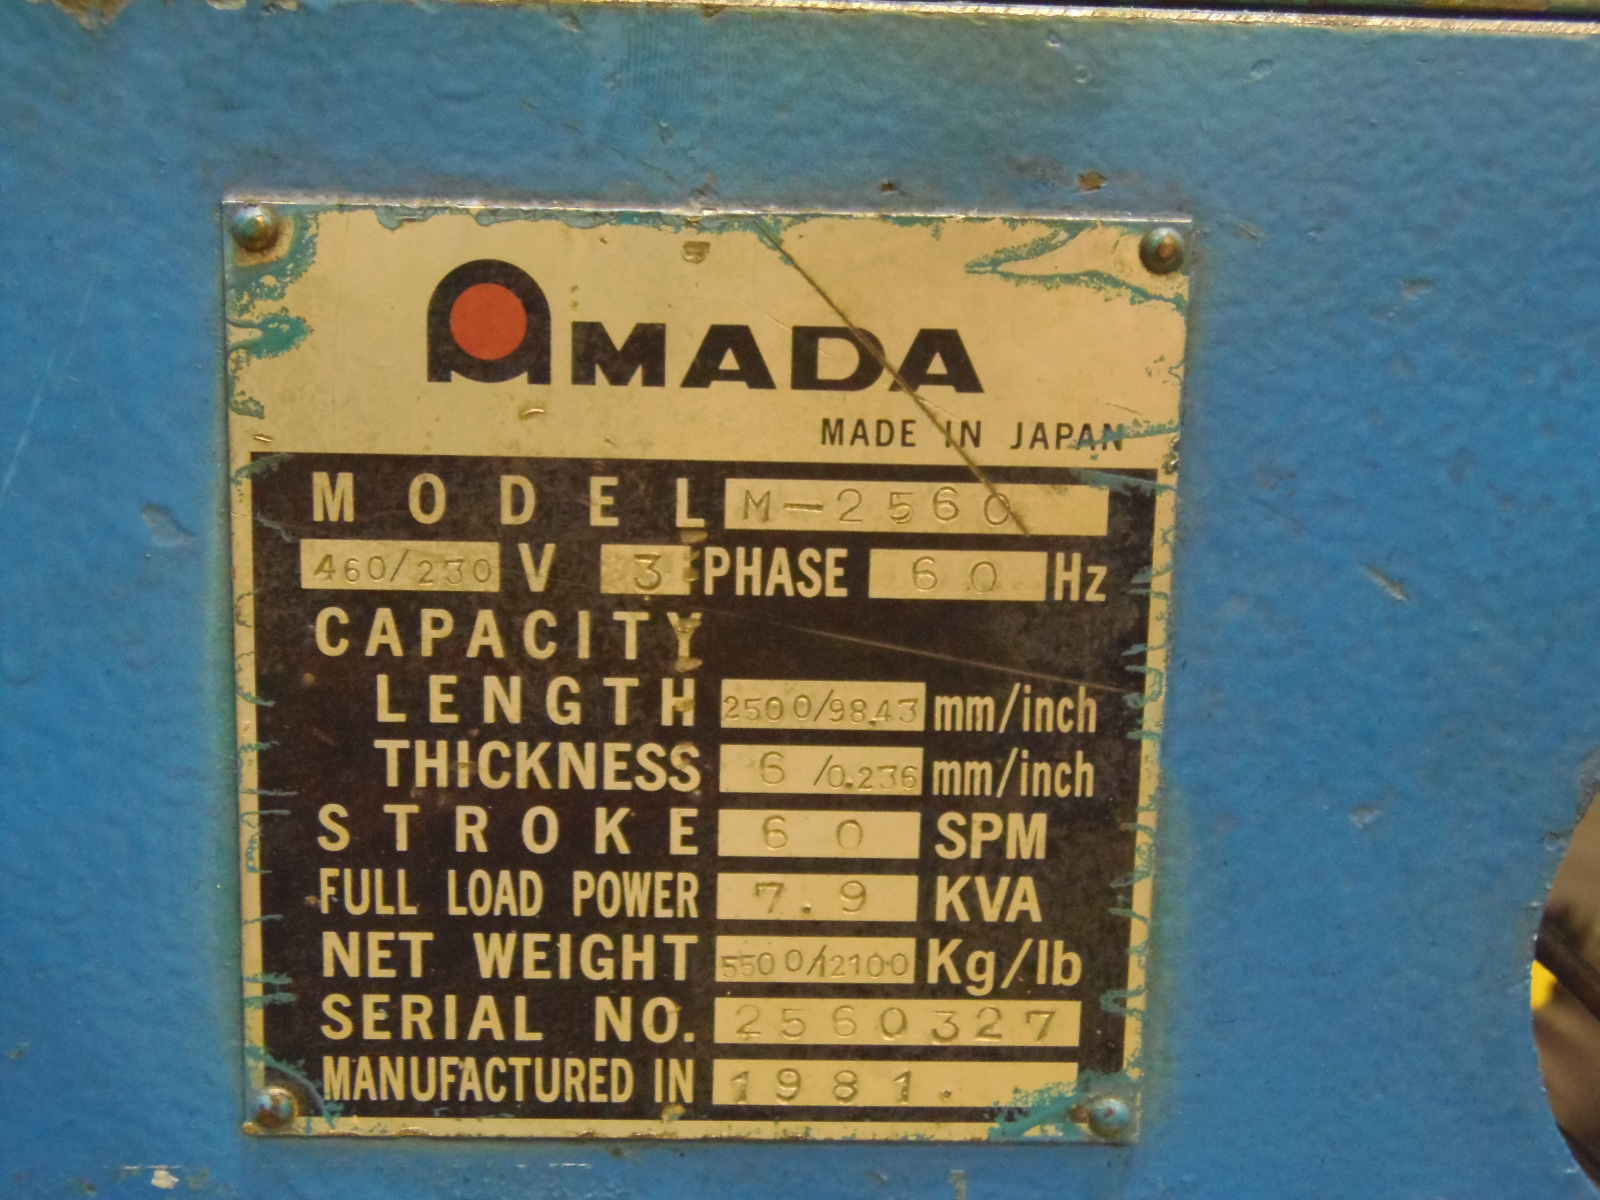 AMADA
MADE IN JAPAN
MODEL M-2560
460/230 V 3 PHASE 60 Hz
CAPACITY
LENGTH 2500/98.43 mm/inch
THICKNESS 6/0.236 mm/inch
STROKE 60 SPM
FULL LOAD POWER 7.9 KVA
NET WEIGHT 5500/12100 Kg/lb
SERIAL NO. 2560327
MANUFACTURED IN 1981.